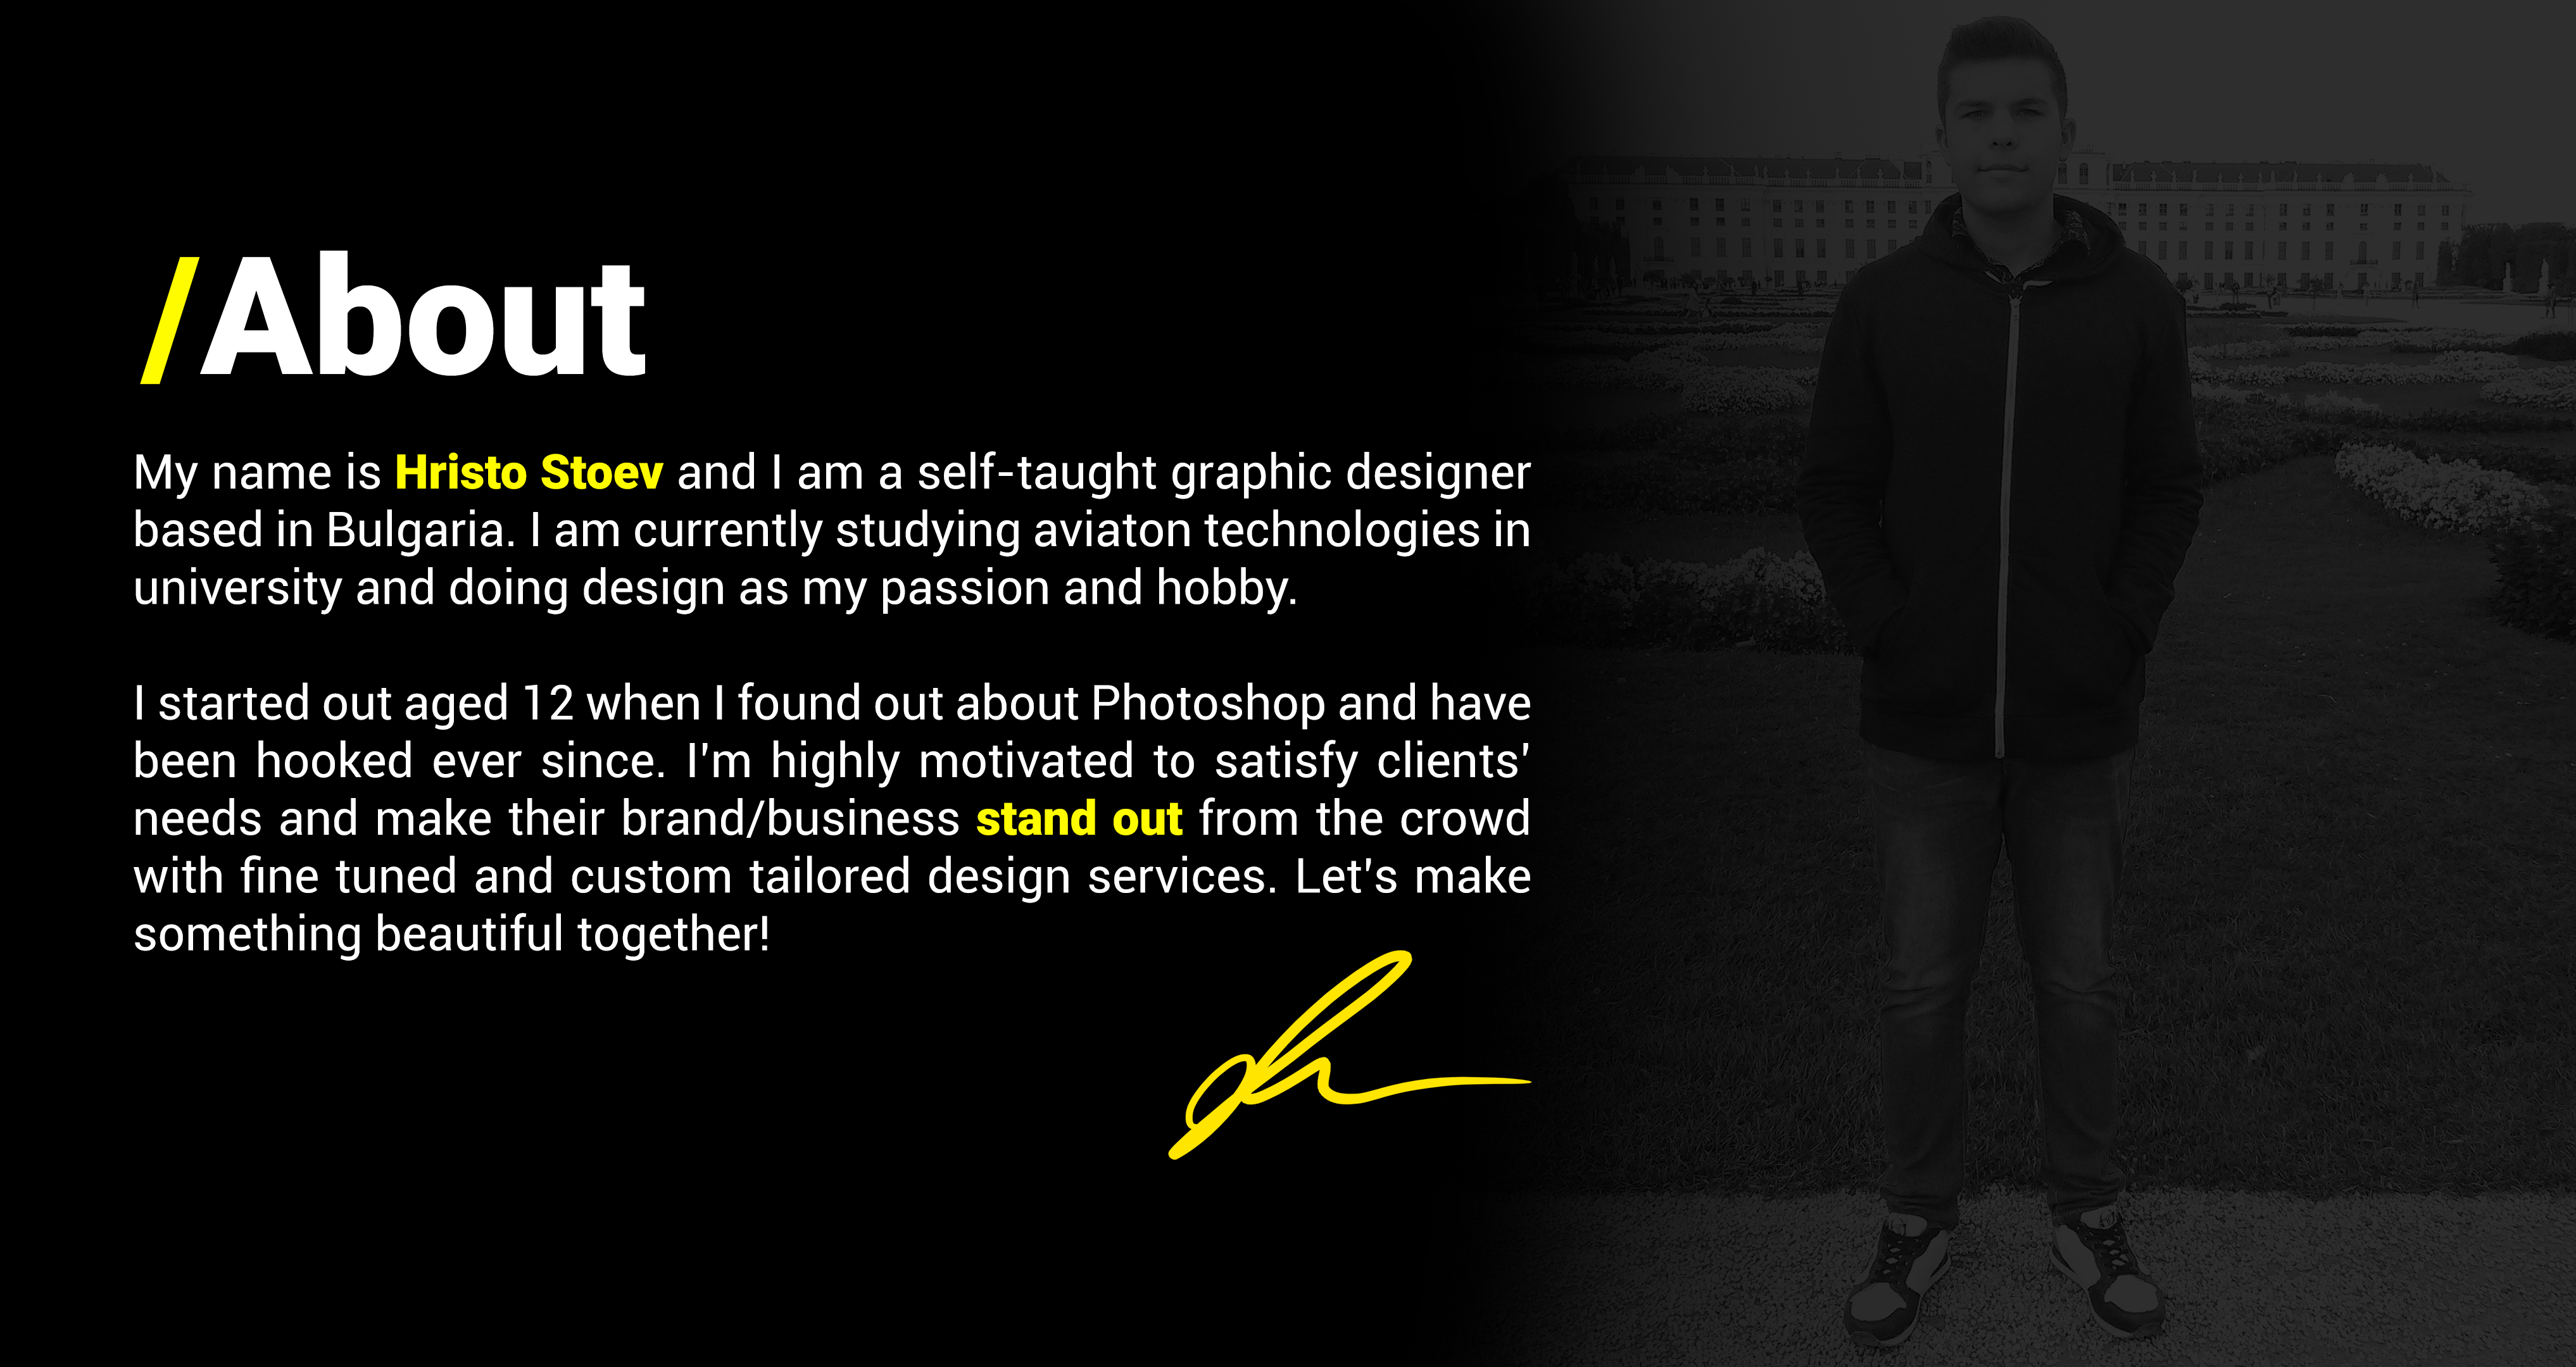 /About
My name is Hristo Stoev and I am a self-taught graphic designer
based in Bulgaria. I am currently studying aviaton technologies in
university and doing design as my passion and hobby.
I started out aged 12 when I found out about Photoshop and have
been hooked ever since. I'm highly motivated to satisfy clients'
needs and make their brand/business stand out from the crowd
with fine tuned and custom tailored design services. Let's make
something beautiful together!